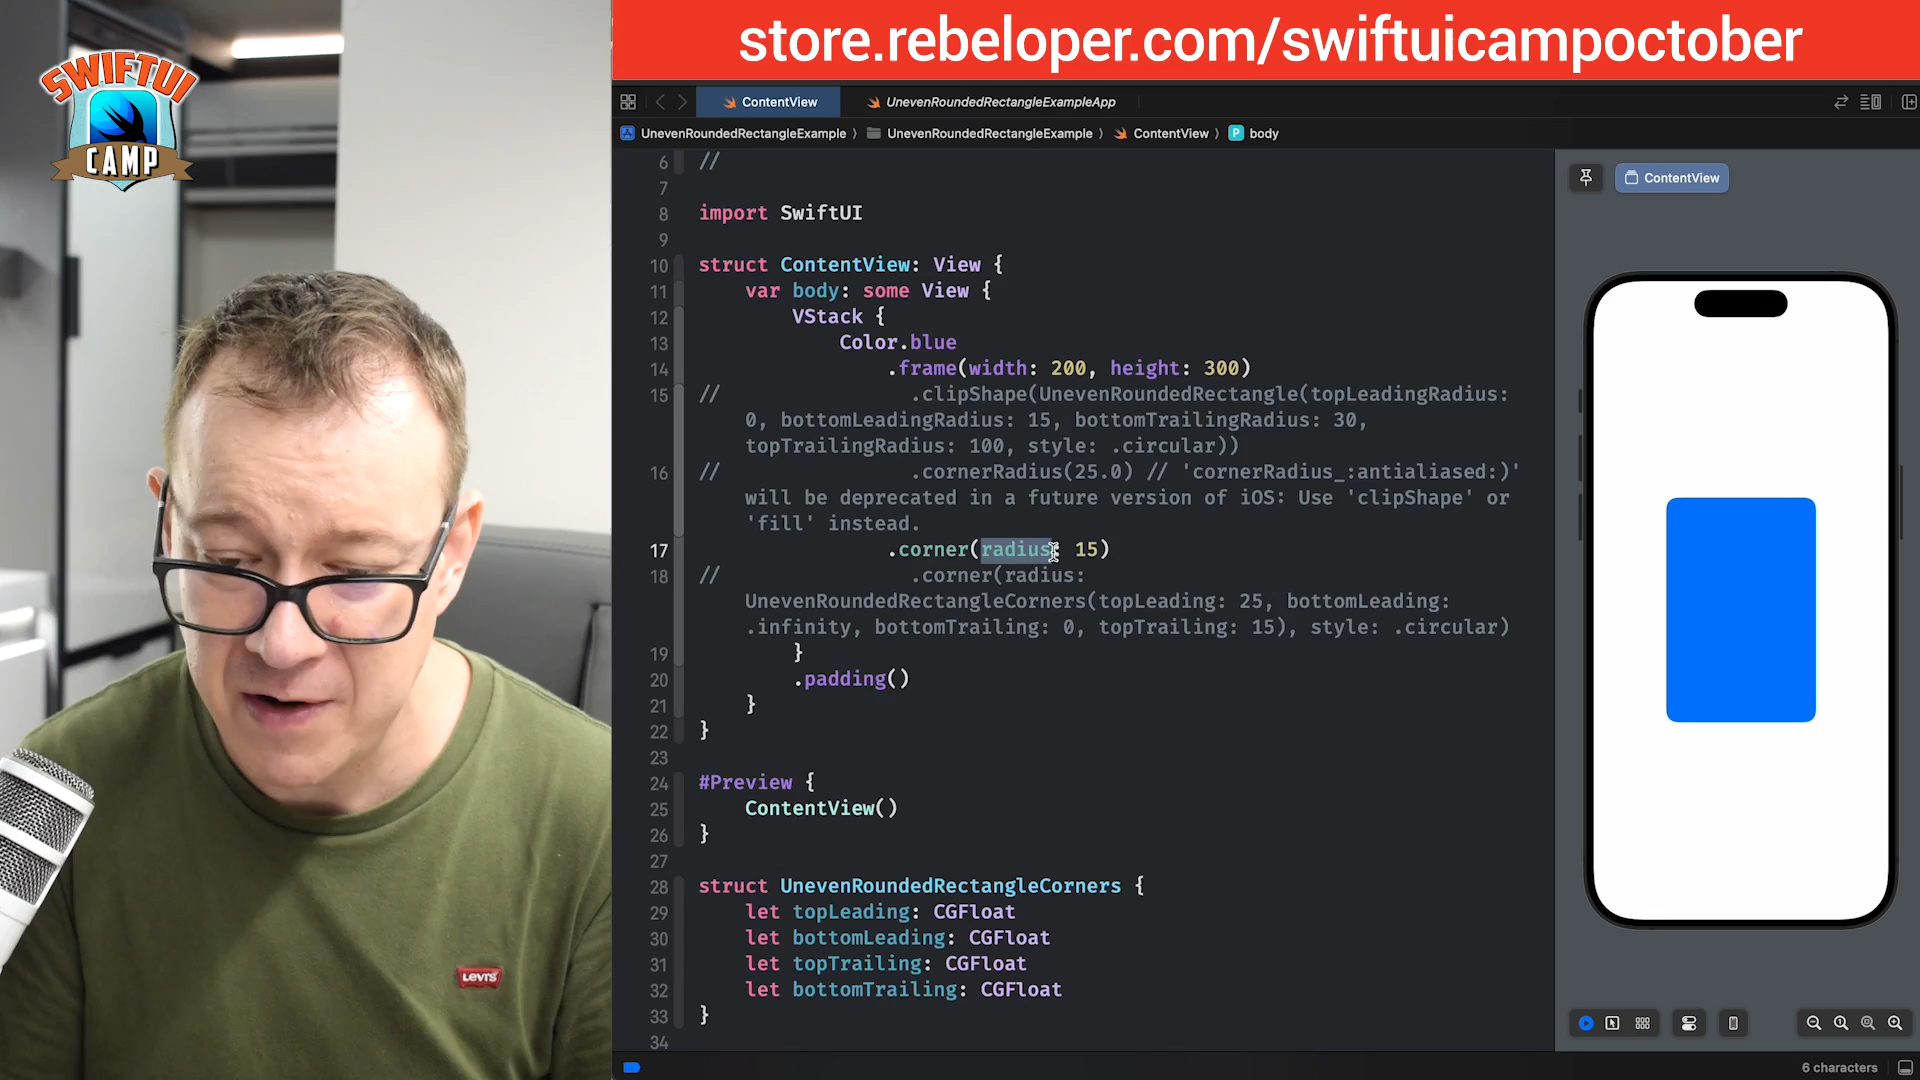 store.rebeloper.com/swiftuicampoctober
SWIFTUI
CAMP
ContentView
UnevenRoundedRectangleExampleApp
UnevenRoundedRectangleExample 〉 UnevenRoundedRectangleExample 〉 ContentView 〉 P body
6 //
7
8 import SwiftUI
9
10 struct ContentView: View {
11 var body: some View {
12 VStack {
13 Color.blue
14 .frame(width: 200, height: 300)
15 // .clipShape(UnevenRoundedRectangle(topLeadingRadius:
0, bottomLeadingRadius: 15, bottomTrailingRadius: 30,
topTrailingRadius: 100, style: .circular))
16 // .cornerRadius(25.0) // 'cornerRadius_:antialiased:)'
will be deprecated in a future version of iOS: Use 'clipShape' or
'fill' instead.
17 .corner(radius: 15)
18 // .corner(radius:
UnevenRoundedRectangleCorners(topLeading: 25, bottomLeading:
.infinity, bottomTrailing: 0, topTrailing: 15), style: .circular)
19 }
20 .padding()
21 }
22 }
23
24 #Preview {
25 ContentView()
26 }
27
28 struct UnevenRoundedRectangleCorners {
29 let topLeading: CGFloat
30 let bottomLeading: CGFloat
31 let topTrailing: CGFloat
32 let bottomTrailing: CGFloat
33 }
34
ContentView
Levi's
6 characters